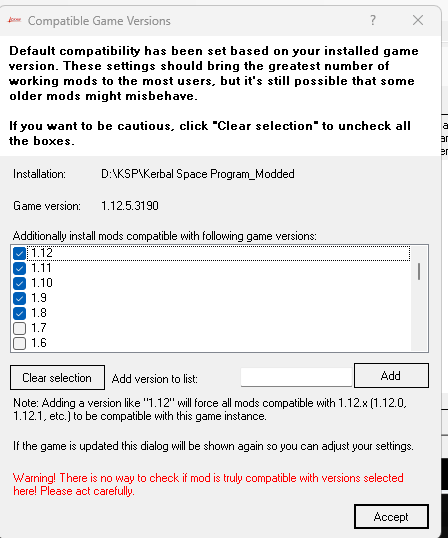 Compatible Game Versions
Default compatibility has been set based on your installed game
version. These settings should bring the greatest number of
working mods to the most users, but it's still possible that some
older mods might misbehave.
If you want to be cautious, click "Clear selection" to uncheck all
the boxes.
Installation: D:\KSP\Kerbal Space Program_Modded
Game version: 1.12.5.3190
Additionally install mods compatible with following game versions:
1.12
1.11
1.10
1.9
1.8
1.7
1.6
Clear selection Add version to list: Add
Note: Adding a version like "1.12" will force all mods compatible with 1.12.x (1.12.0,
1.12.1, etc.) to be compatible with this game instance.
If the game is updated this dialog will be shown again so you can adjust your settings.
Warning! There is no way to check if mod is truly compatible with versions selected
here! Please act carefully.
Accept